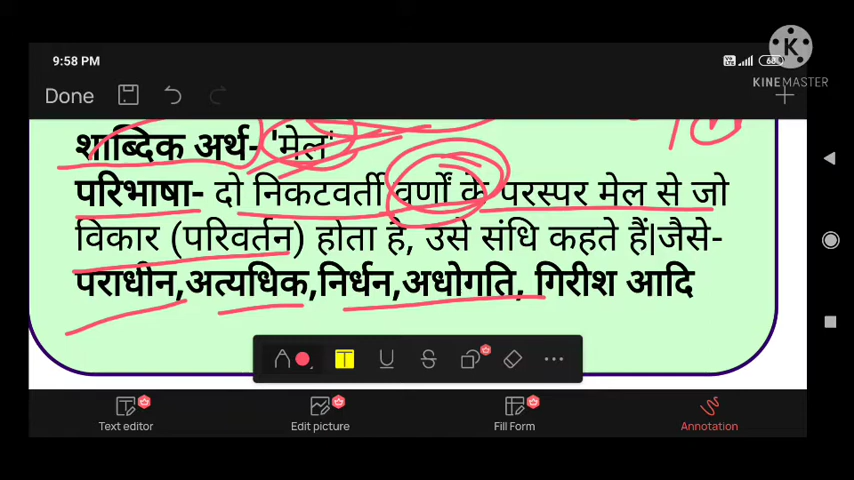 9:58 PM
68
K
KINEMASTER
Done
शाब्दिक अर्थ- 'मेल'
परिभाषा- दो निकटवर्ती वर्णों के परस्पर मेल से जो
विकार (परिवर्तन) होता है, उसे संधि कहते हैं|जैसे-
पराधीन,अत्यधिक,निर्धन,अधोगति, गिरीश आदि
T
Text editor
Edit picture
Fill Form
Annotation